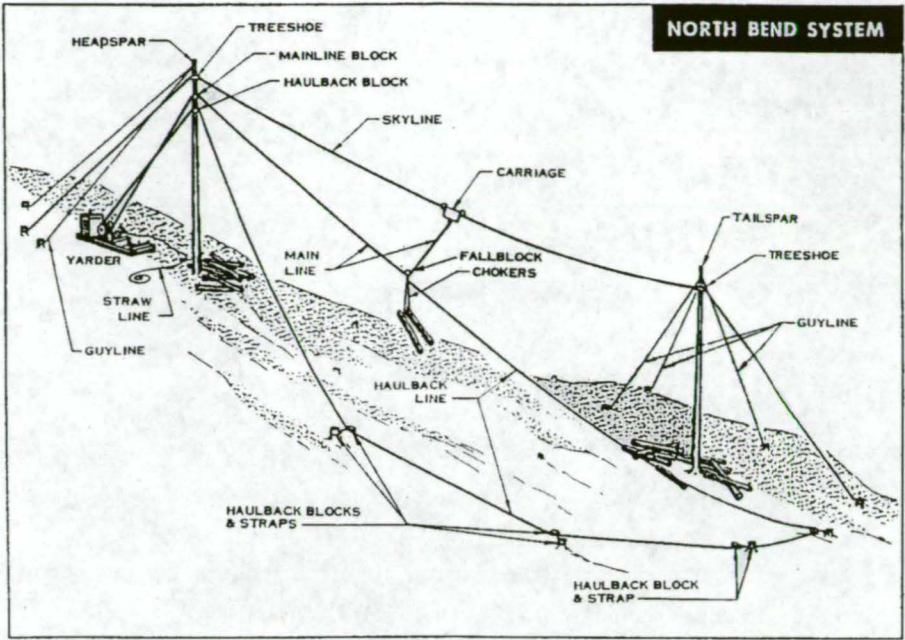 NORTH BEND SYSTEM
TREESHOE
HEADSPAR
MAINLINE BLOCK
HAULBACK BLOCK
SKYLINE
CARRIAGE
TAILSPAR
TREESHOE
YARDER
MAIN
LINE
FALLBLOCK
CHOKERS
STRAW
LINE
GUYLINE
GUYLINE
HAULBACK
LINE
HAULBACK BLOCKS
& STRAPS
HAULBACK BLOCK
& STRAP